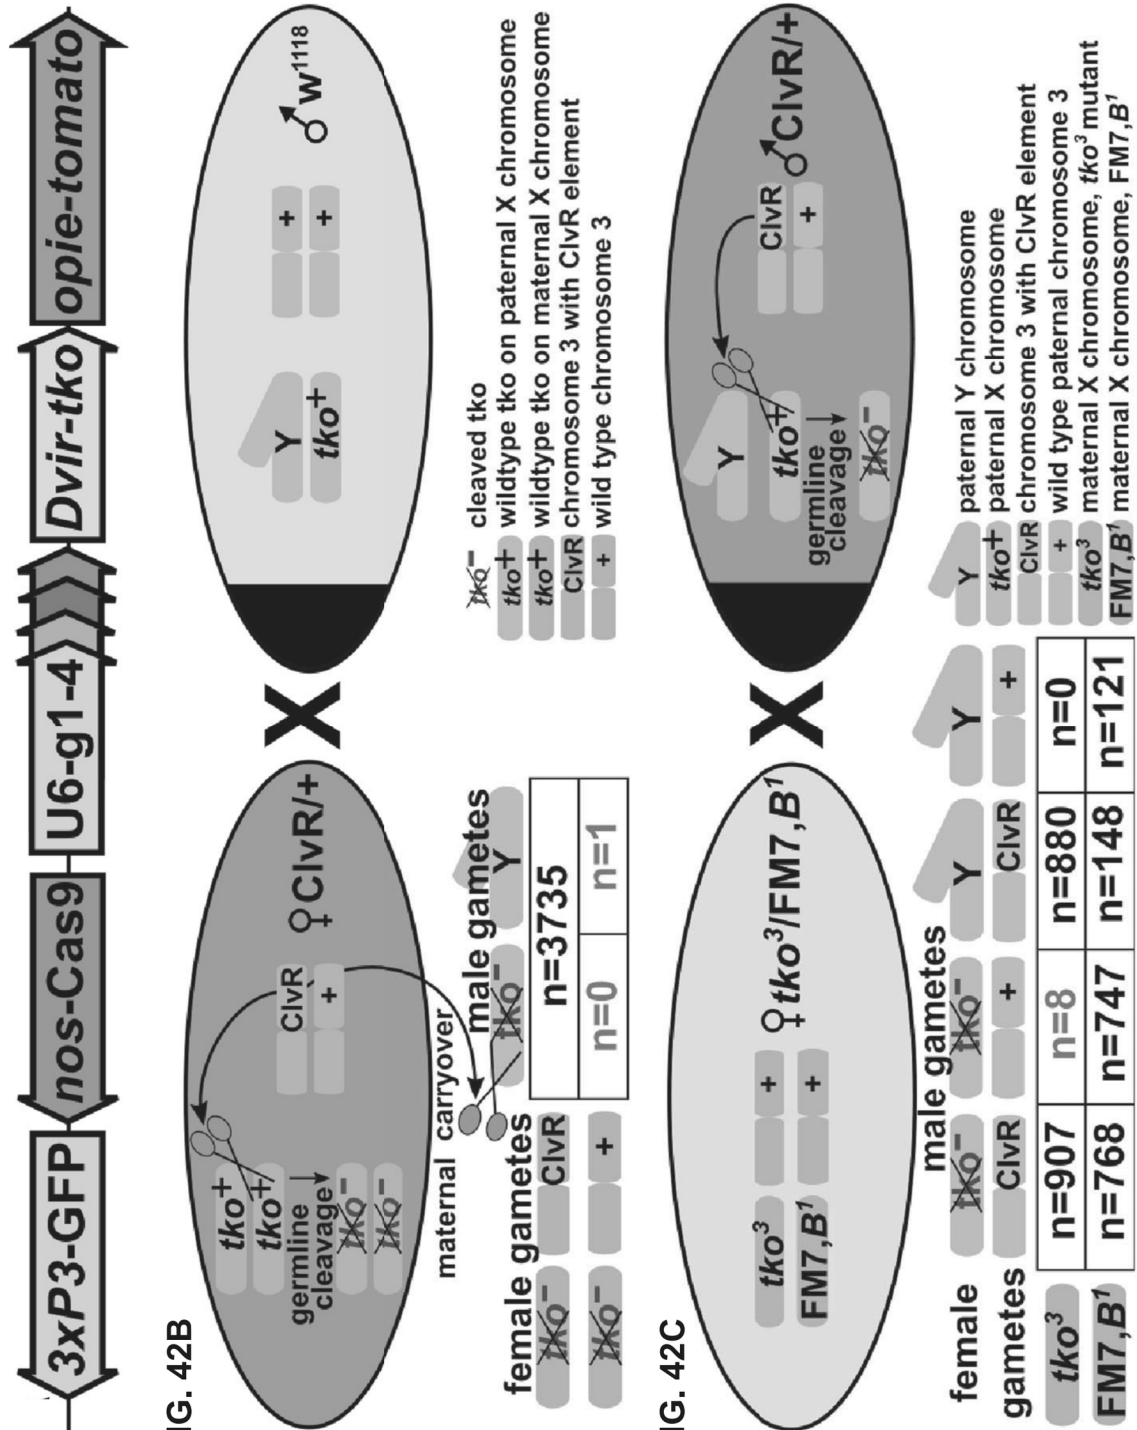 3xP3-GFP nos-Cas9 U6-g1-4 Dvir-tko opie-tomato
IG. 42B
tko+
tko+
germline
cleavage
tko-
tko-
ClvR
+
♀ClvR/+
X
Y
tko+
+
+
♂w1118
maternal carryover
female gametes
male gametes
tko-
Y
tko- ClvR
n=3735
tko- +
n=0 n=1
tko- cleaved tko
tko+ wildtype tko on paternal X chromosome
tko+ wildtype tko on maternal X chromosome
ClvR chromosome 3 with ClvR element
+ wild type chromosome 3
IG. 42C
tko3
FM7,B1
+
+
♀tko3/FM7,B1
X
Y
tko+
germline
cleavage
tko-
ClvR
+
♂ClvR/+
female
gametes
male gametes
tko- tko- Y Y
ClvR + ClvR +
tko3 n=907 n=8 n=880 n=0
FM7,B1 n=768 n=747 n=148 n=121
Y paternal Y chromosome
tko+ paternal X chromosome
ClvR chromosome 3 with ClvR element
+ wild type paternal chromosome 3
tko3 maternal X chromosome, tko3 mutant
FM7,B1 maternal X chromosome, FM7,B1